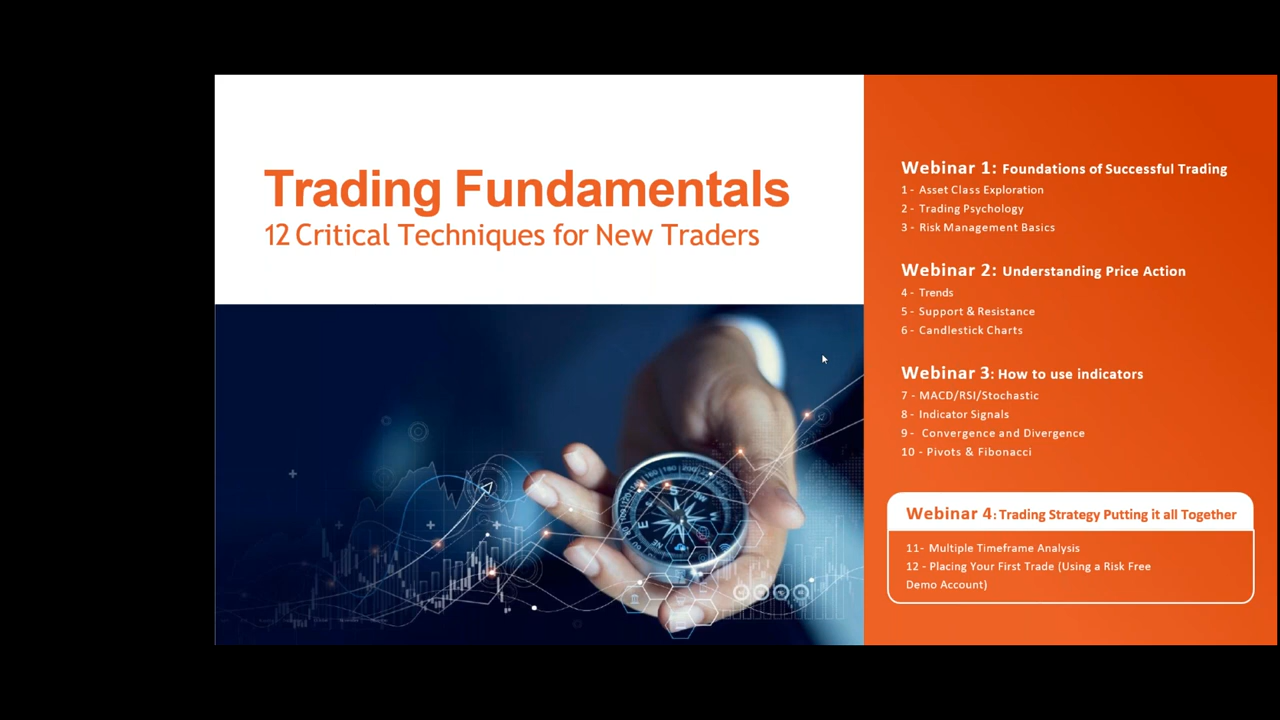 Trading Fundamentals
12 Critical Techniques for New Traders
Webinar 1: Foundations of Successful Trading
1 - Asset Class Exploration
2 - Trading Psychology
3 - Risk Management Basics
Webinar 2: Understanding Price Action
4 - Trends
5 - Support & Resistance
6 - Candlestick Charts
Webinar 3: How to use indicators
7 - MACD/RSI/Stochastic
8 - Indicator Signals
9 - Convergence and Divergence
10 - Pivots & Fibonacci
Webinar 4: Trading Strategy Putting it all Together
11- Multiple Timeframe Analysis
12 - Placing Your First Trade (Using a Risk Free
Demo Account)